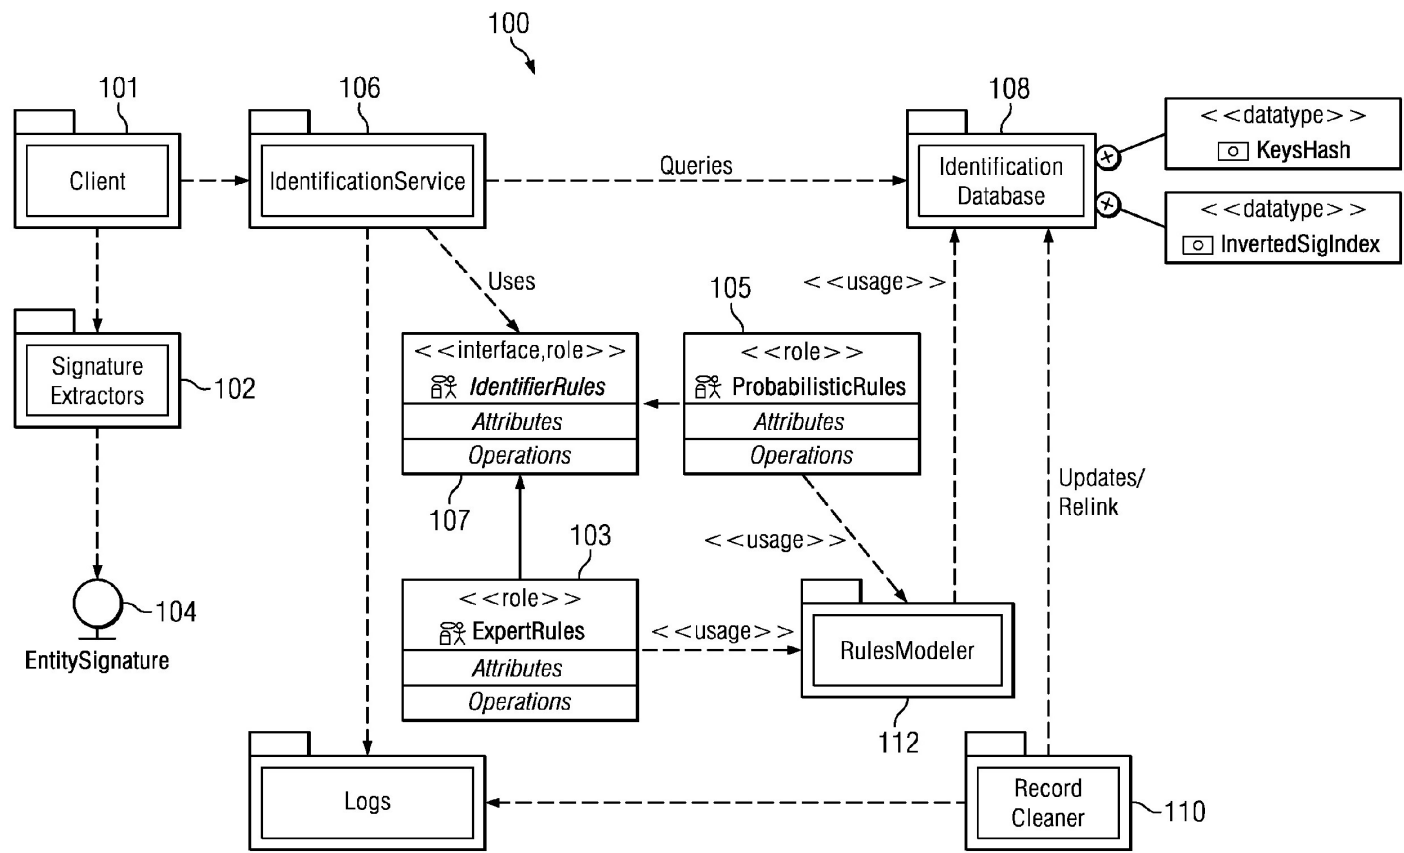 100
101
106
108
<<datatype>>
KeysHash
Client
IdentificationService
Queries
Identification
Database
<<datatype>>
InvertedSigIndex
Uses
<<usage>>
105
Signature
Extractors
102
<<interface,role>>
IdentifierRules
Attributes
Operations
<<role>>
ProbabilisticRules
Attributes
Operations
107
Updates/
Relink
103
<<usage>>
104
EntitySignature
<<role>>
ExpertRules
Attributes
Operations
<<usage>>
RulesModeler
112
Logs
Record
Cleaner
110